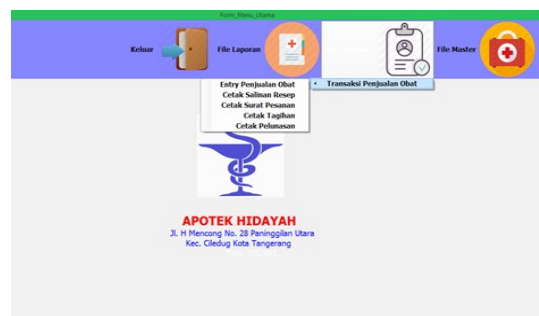 Form_Menu_Utama
Keluar
File Laporan
File Master
Entry Penjualan Obat
Transaksi Penjualan Obat
Cetak Salinan Resep
Cetak Surat Pesanan
Cetak Tagihan
Cetak Pelunasan
APOTEK HIDAYAH
Jl. H Mencong No. 28 Paninggilan Utara
Kec. Ciledug Kota Tangerang